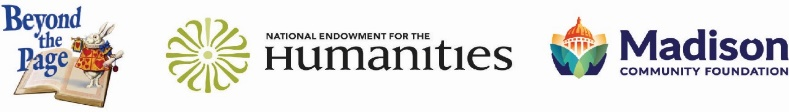 Beyond
the
Page
NATIONAL ENDOWMENT FOR THE
Humanities
Madison
COMMUNITY FOUNDATION